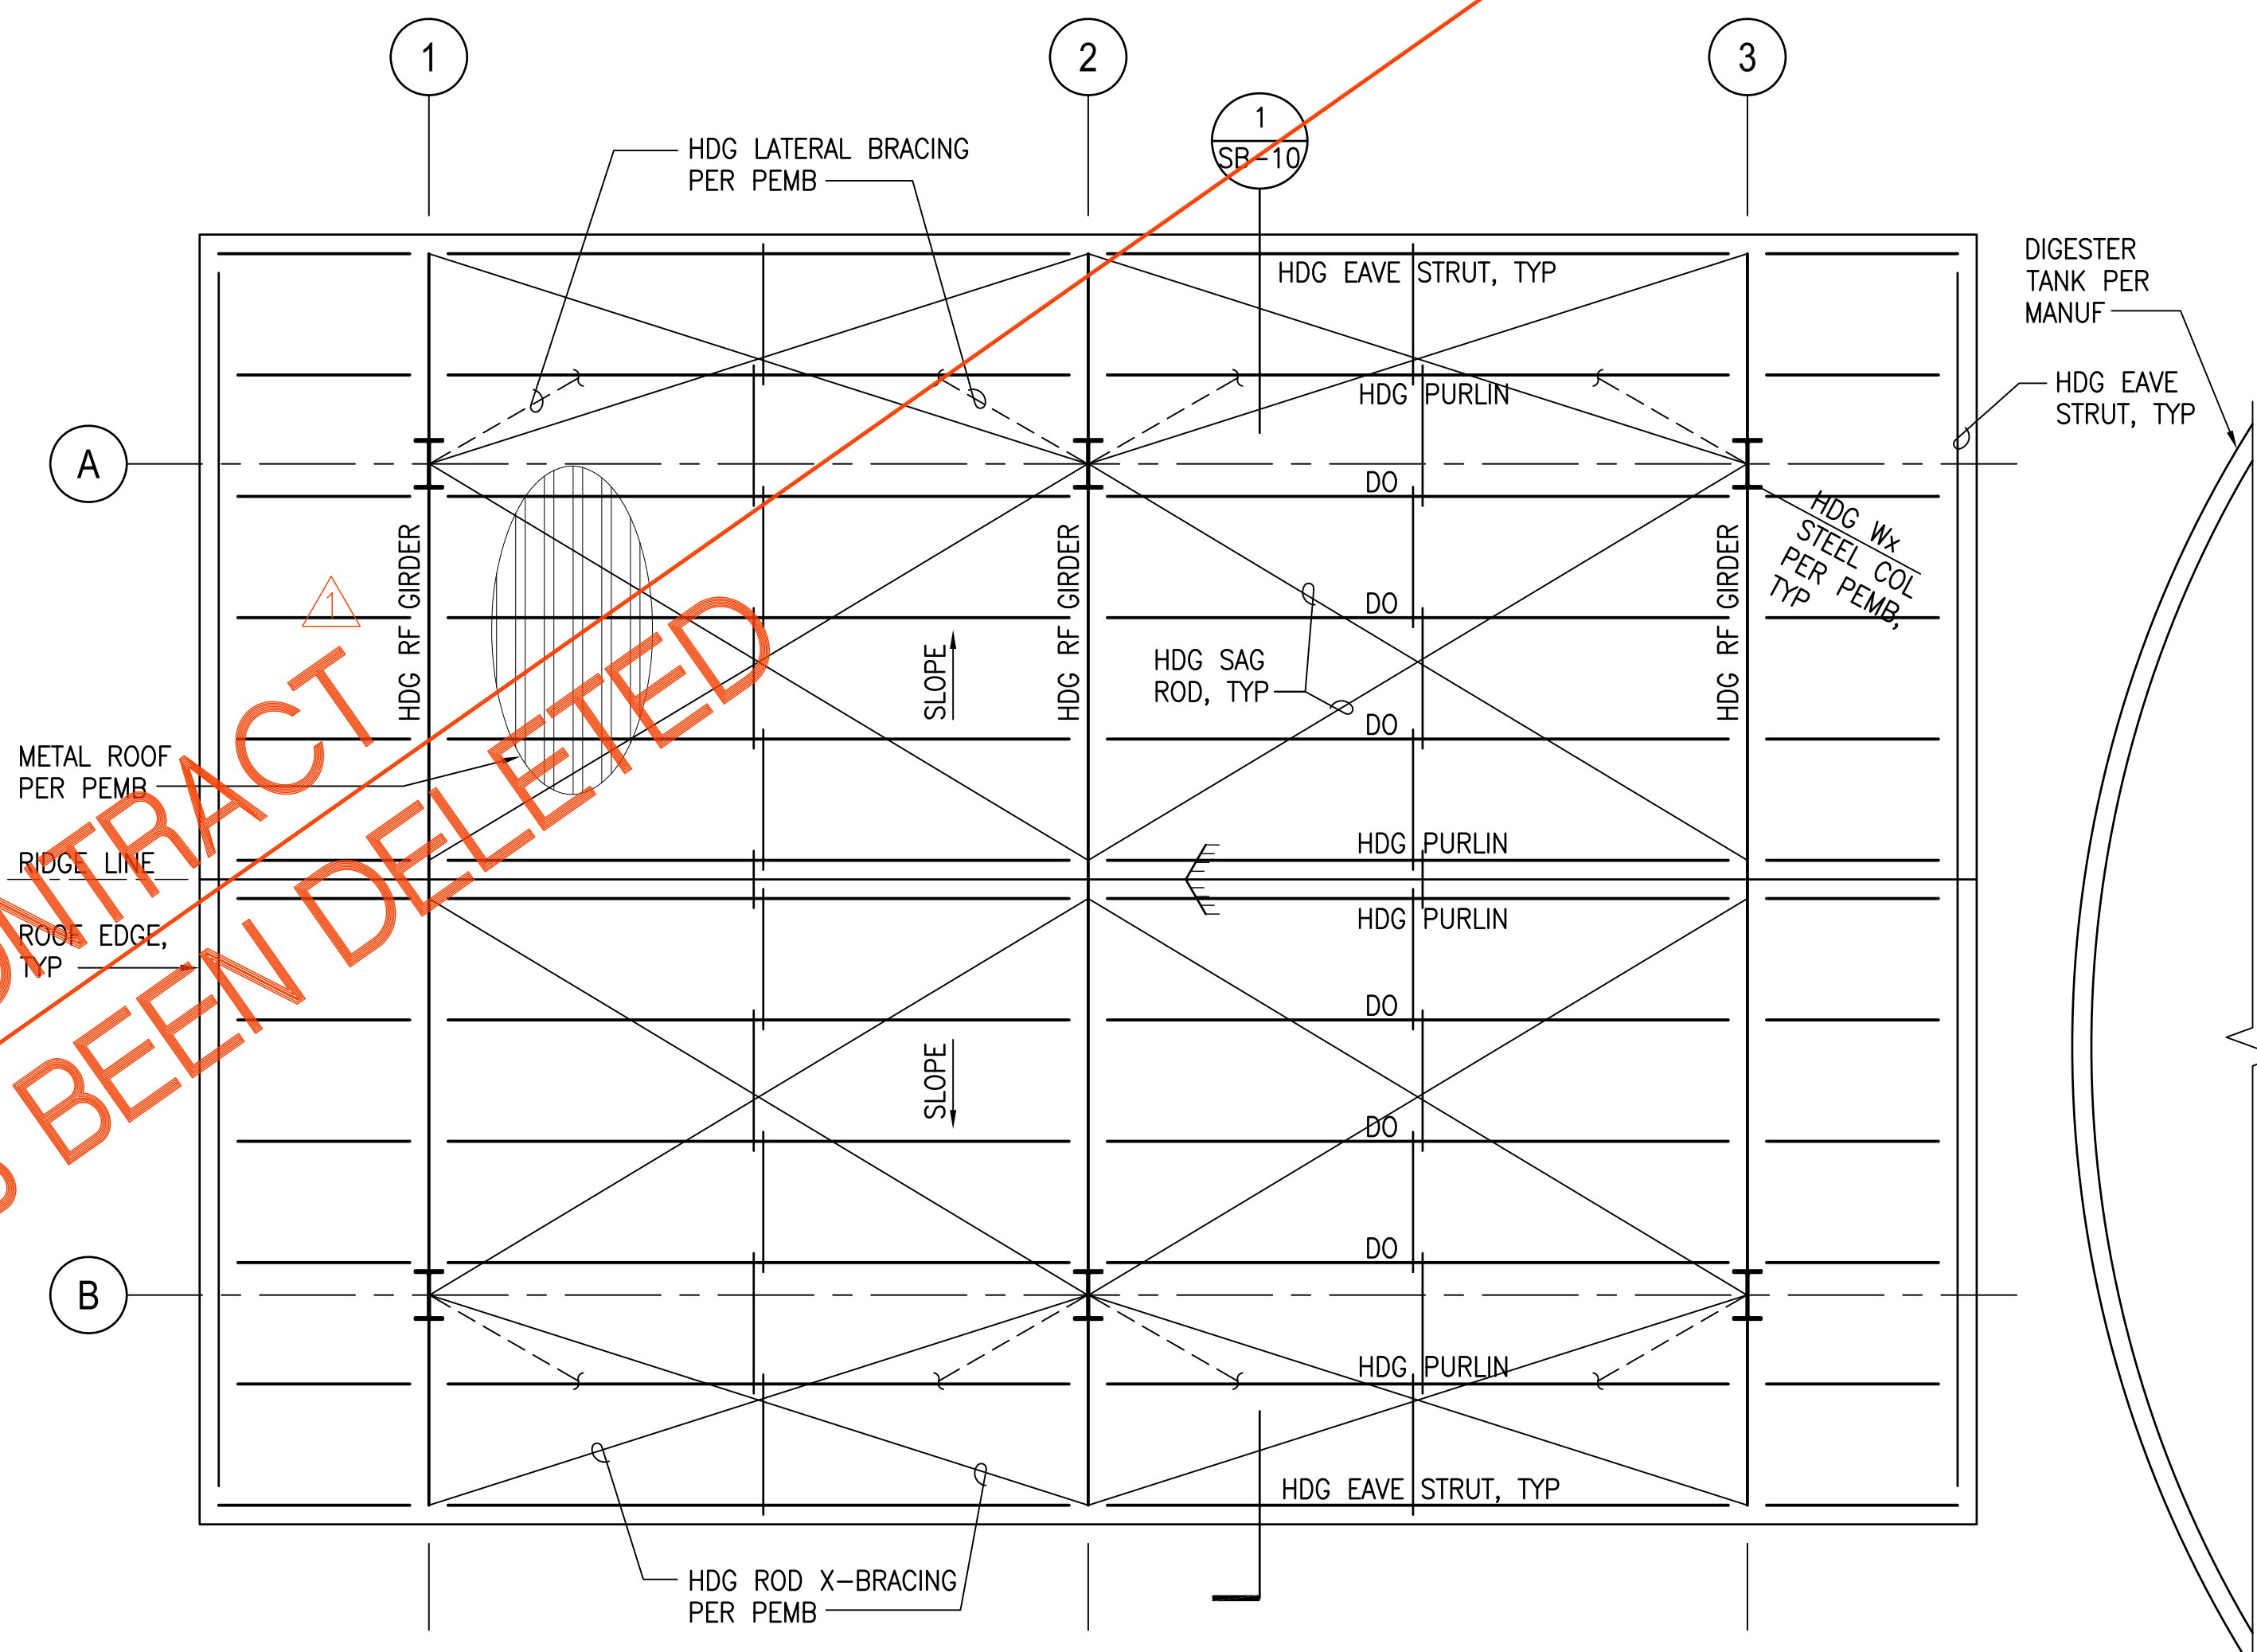 1
2
3
1
SB-10
HDG LATERAL BRACING
PER PEMB
HDG EAVE STRUT, TYP
DIGESTER
TANK PER
MANUF
HDG EAVE
STRUT, TYP
HDG PURLIN
A
DO
HDG WX
STEEL COL
PER PEMB,
TYP
HDG RF GIRDER
HDG RF GIRDER
HDG RF GIRDER
1
DO
SLOPE
HDG SAG
ROD, TYP
DO
METAL ROOF
PER PEMB
HDG PURLIN
RIDGE LINE
HDG PURLIN
ROOF EDGE,
TYP
BEEN DELETED
DO
SLOPE
DO
DO
B
HDG PURLIN
HDG EAVE STRUT, TYP
HDG ROD X-BRACING
PER PEMB